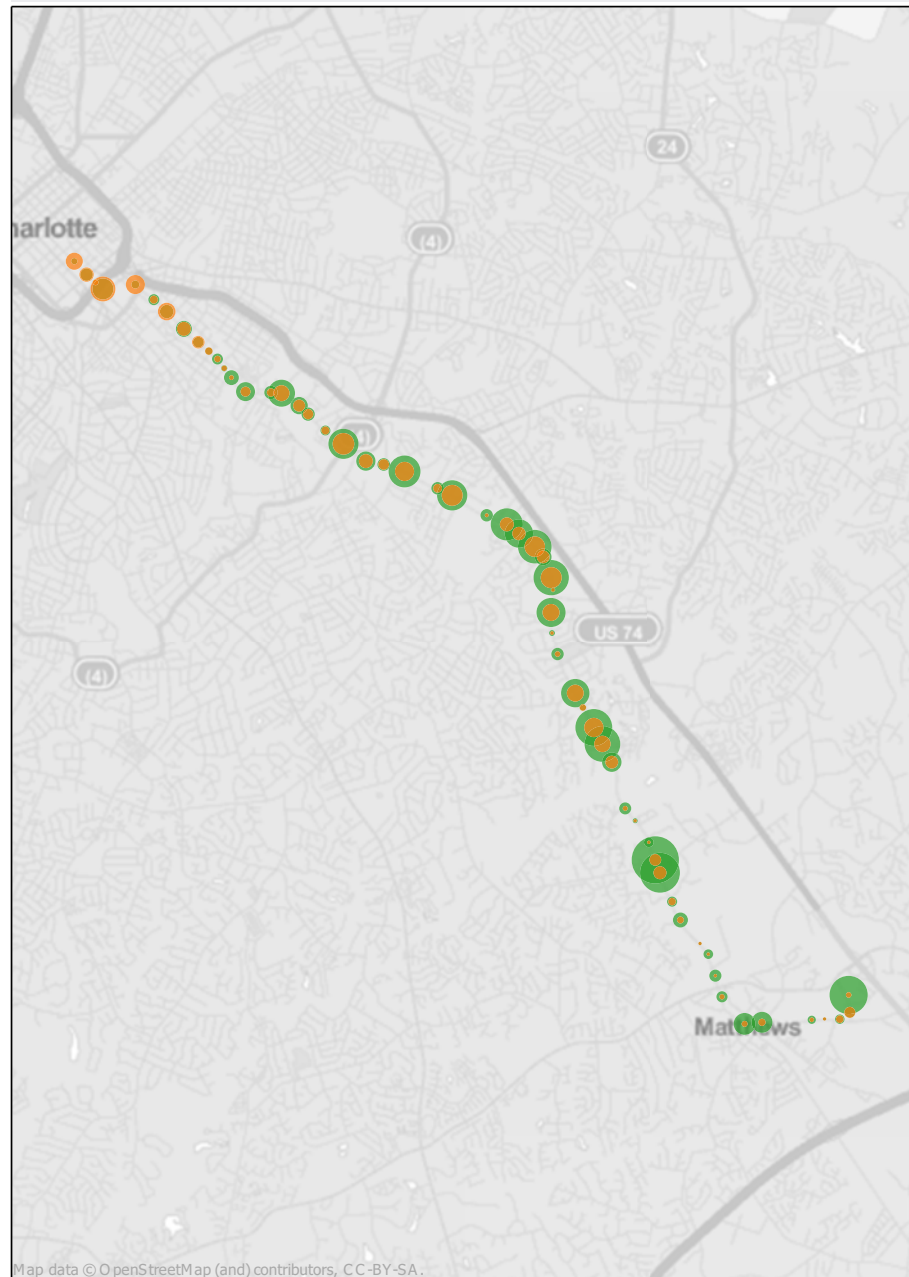 24
harlotte
(4)
US 74
(4)
Matthews
Map data © OpenStreetMap (and) contributors, CC-BY-SA.